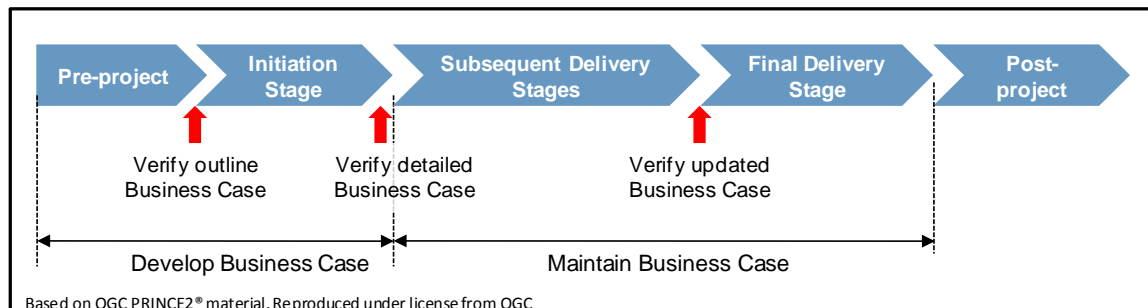 Pre-project
Initiation
Stage
Subsequent Delivery
Stages
Final Delivery
Stage
Post-
project
Verify outline
Business Case
Verify detailed
Business Case
Verify updated
Business Case
Develop Business Case
Maintain Business Case
Based on OGC PRINCE2® material. Reproduced under license from OGC